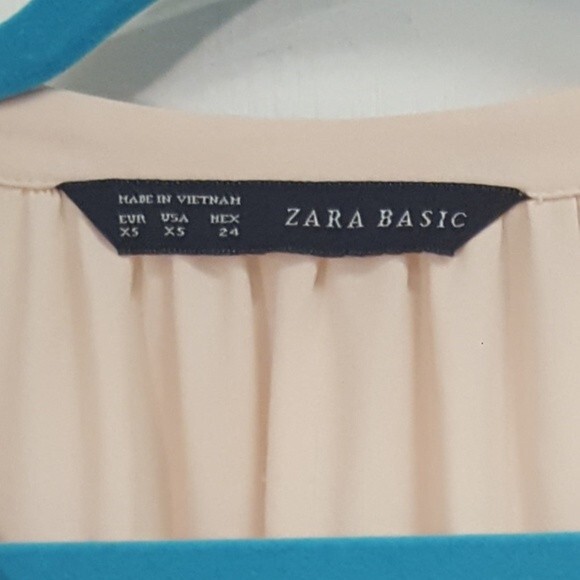 MADE IN VIETNAM
EUR USA MEX
XS XS 24
ZARA BASIC